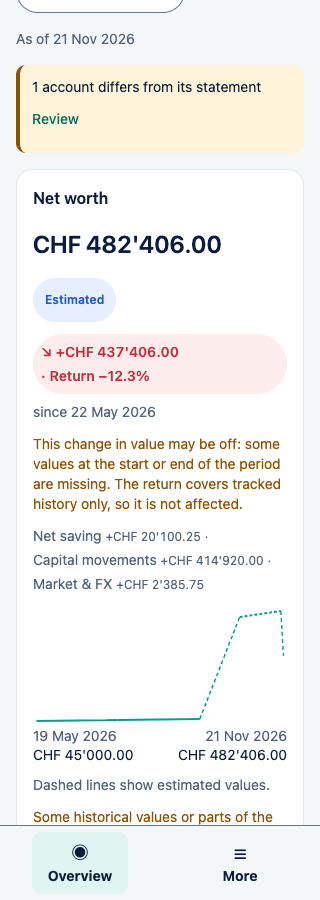 As of 21 Nov 2026
1 account differs from its statement
Review
Net worth
CHF 482'406.00
Estimated
↘ +CHF 437'406.00
· Return −12.3%
since 22 May 2026
This change in value may be off: some
values at the start or end of the period
are missing. The return covers tracked
history only, so it is not affected.
Net saving +CHF 20'100.25 ·
Capital movements +CHF 414'920.00 ·
Market & FX +CHF 2'385.75
19 May 2026
21 Nov 2026
CHF 45'000.00
CHF 482'406.00
Dashed lines show estimated values.
Some historical values or parts of the
Overview
More